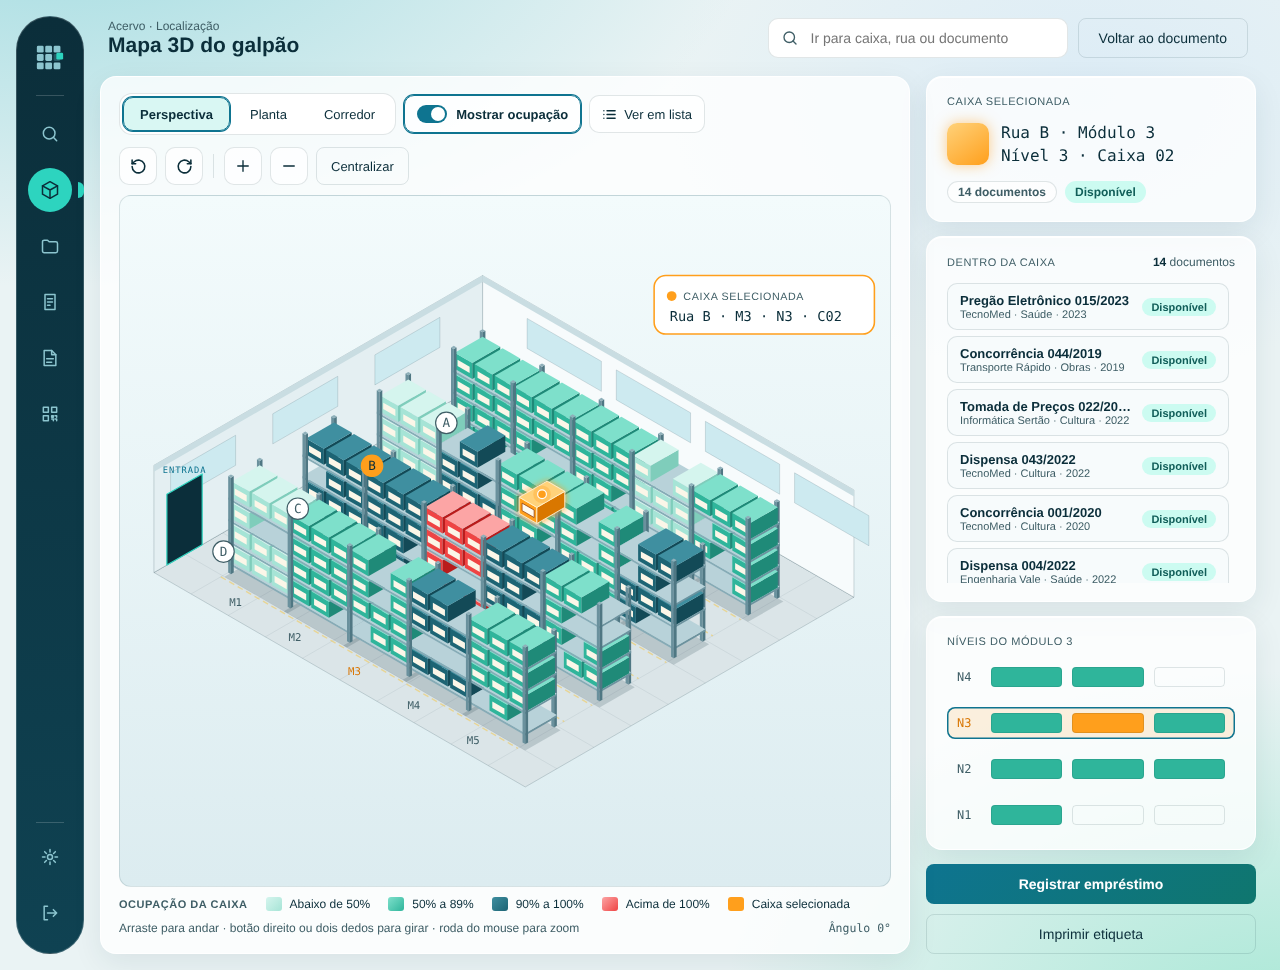 Acervo · Localização
Mapa 3D do galpão
Ir para caixa, rua ou documento
Voltar ao documento
Perspectiva
Planta
Corredor
Mostrar ocupação
Ver em lista
Centralizar
CAIXA SELECIONADA
Rua B · M3 · N3 · C02
ENTRADA
A
B
C
D
M1
M2
M3
M4
M5
OCUPAÇÃO DA CAIXA
Abaixo de 50%
50% a 89%
90% a 100%
Acima de 100%
Caixa selecionada
Arraste para andar · botão direito ou dois dedos para girar · roda do mouse para zoom
Ângulo 0°
CAIXA SELECIONADA
Rua B · Módulo 3
Nível 3 · Caixa 02
14 documentos
Disponível
DENTRO DA CAIXA
14 documentos
Pregão Eletrônico 015/2023
TecnoMed · Saúde · 2023
Disponível
Concorrência 044/2019
Transporte Rápido · Obras · 2019
Disponível
Tomada de Preços 022/20…
Informática Sertão · Cultura · 2022
Disponível
Dispensa 043/2022
TecnoMed · Cultura · 2022
Disponível
Concorrência 001/2020
TecnoMed · Cultura · 2020
Disponível
Dispensa 004/2022
Engenharia Vale · Saúde · 2022
Disponível
NÍVEIS DO MÓDULO 3
N4
N3
N2
N1
Registrar empréstimo
Imprimir etiqueta